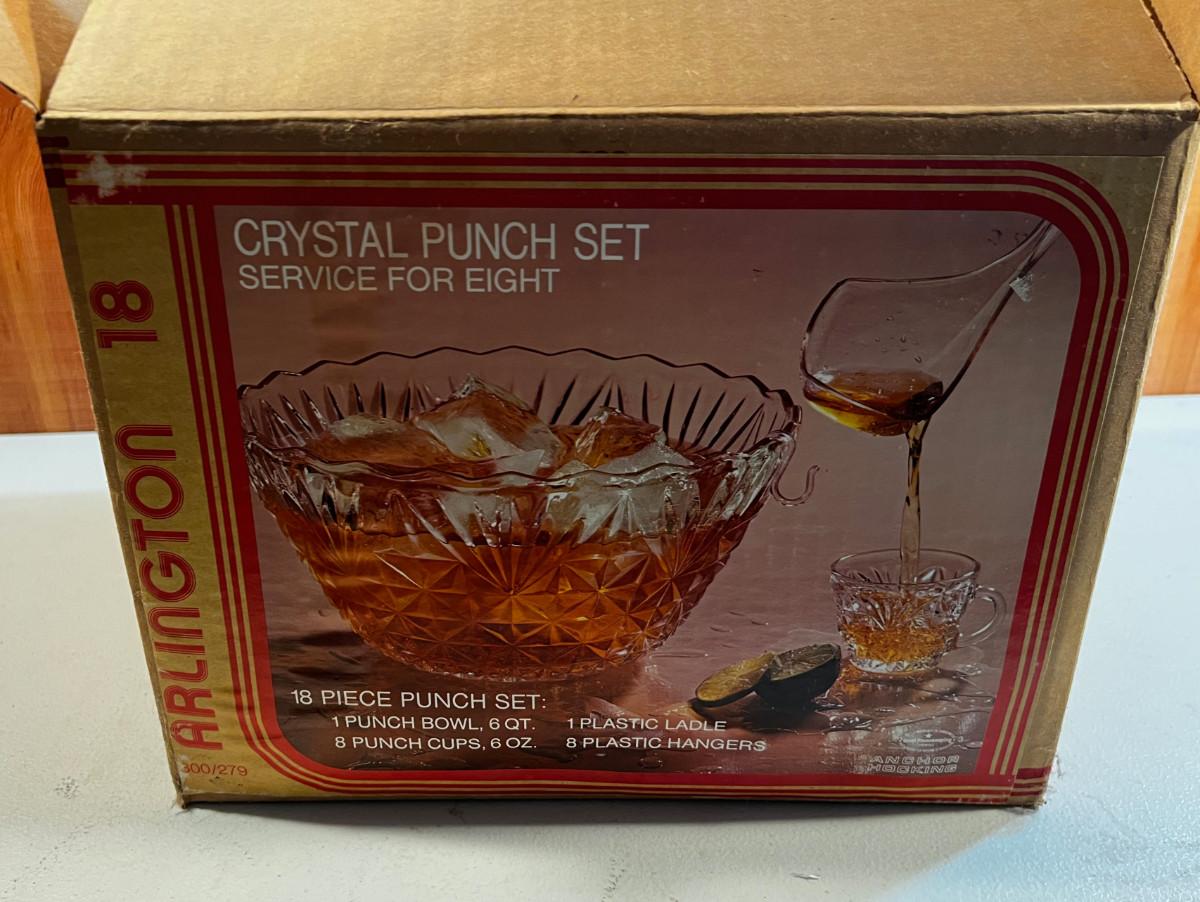 CRYSTAL PUNCH SET
SERVICE FOR EIGHT
ARLINGTON 18
18 PIECE PUNCH SET:
1 PUNCH BOWL, 6 QT. 1 PLASTIC LADLE
8 PUNCH CUPS, 6 OZ. 8 PLASTIC HANGERS
300/279
ANCHOR
HOCKING